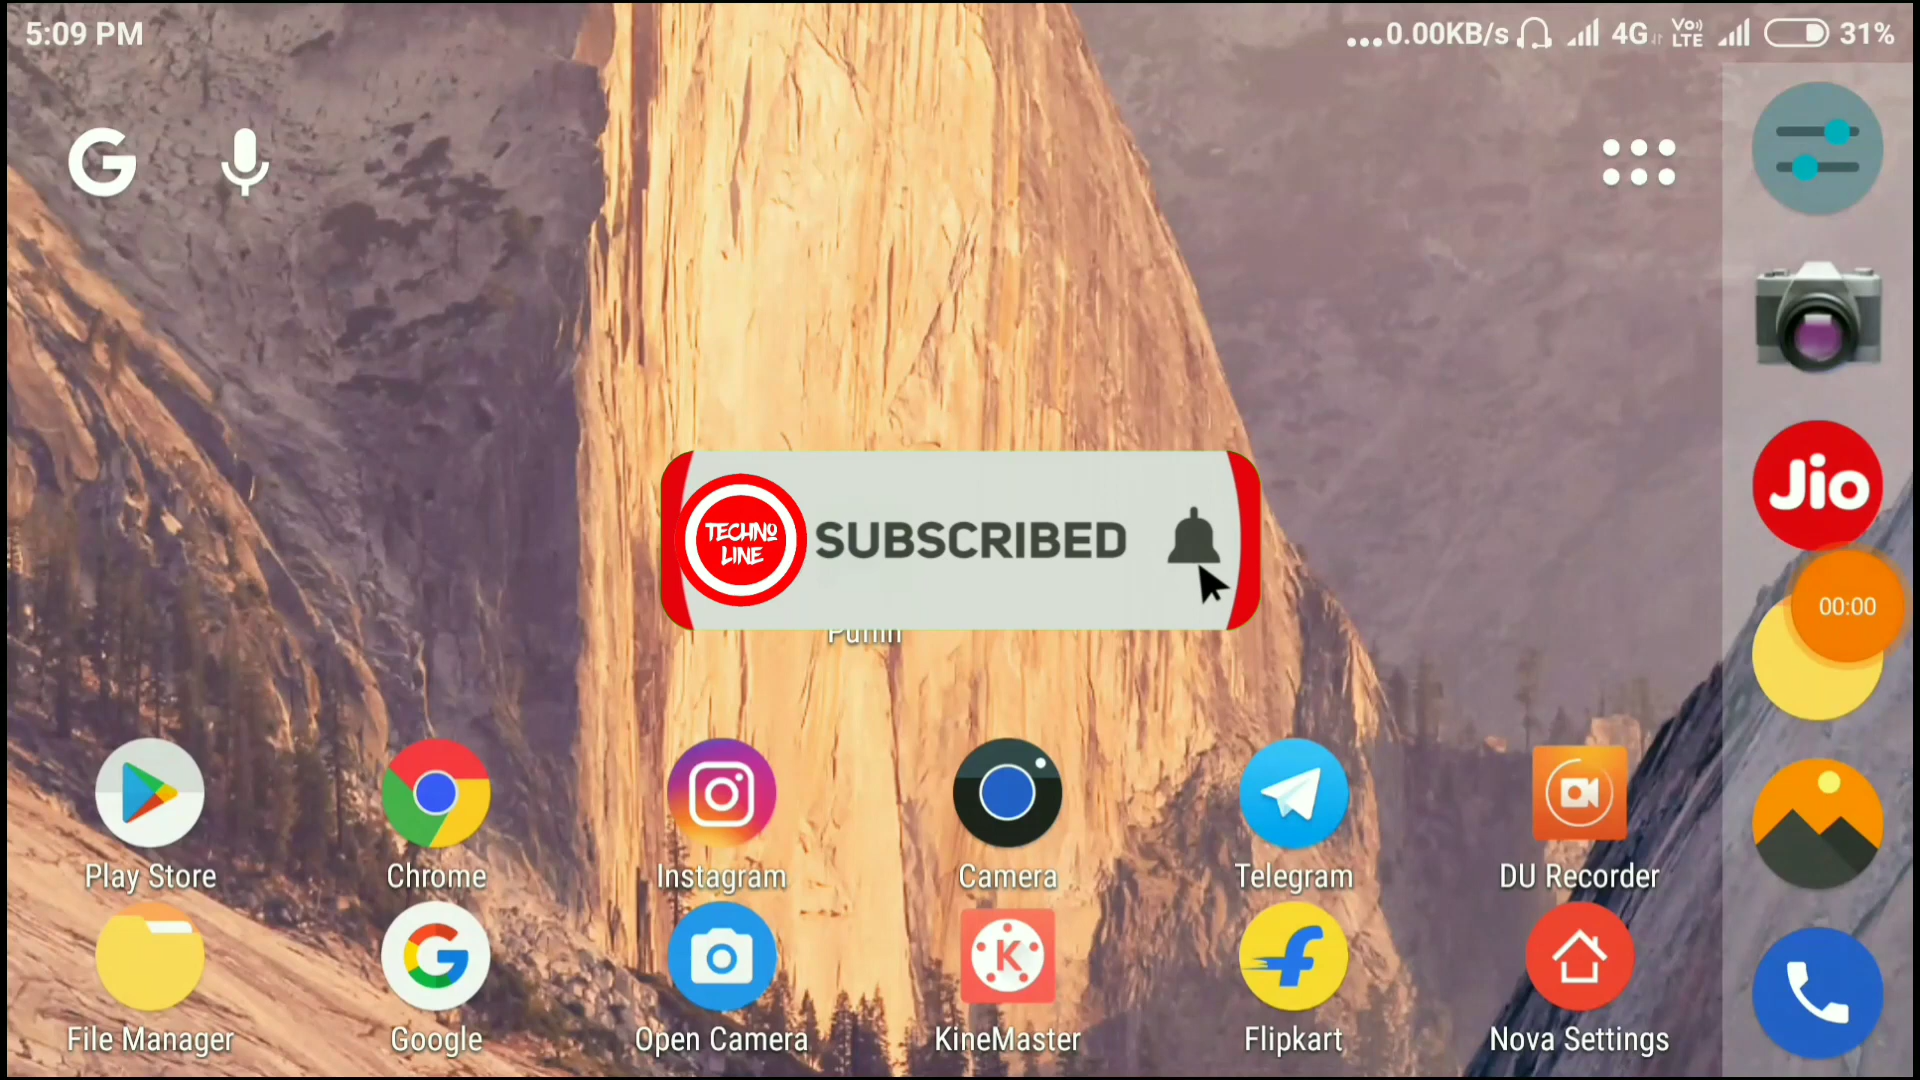 5:09 PM
...0.00KB/s 4G Vo)) LTE 31%
Jio
TECHNO
LINE
SUBSCRIBED
00:00
Puffin
Play Store
Chrome
Instagram
Camera
Telegram
DU Recorder
File Manager
Google
Open Camera
KineMaster
Flipkart
Nova Settings